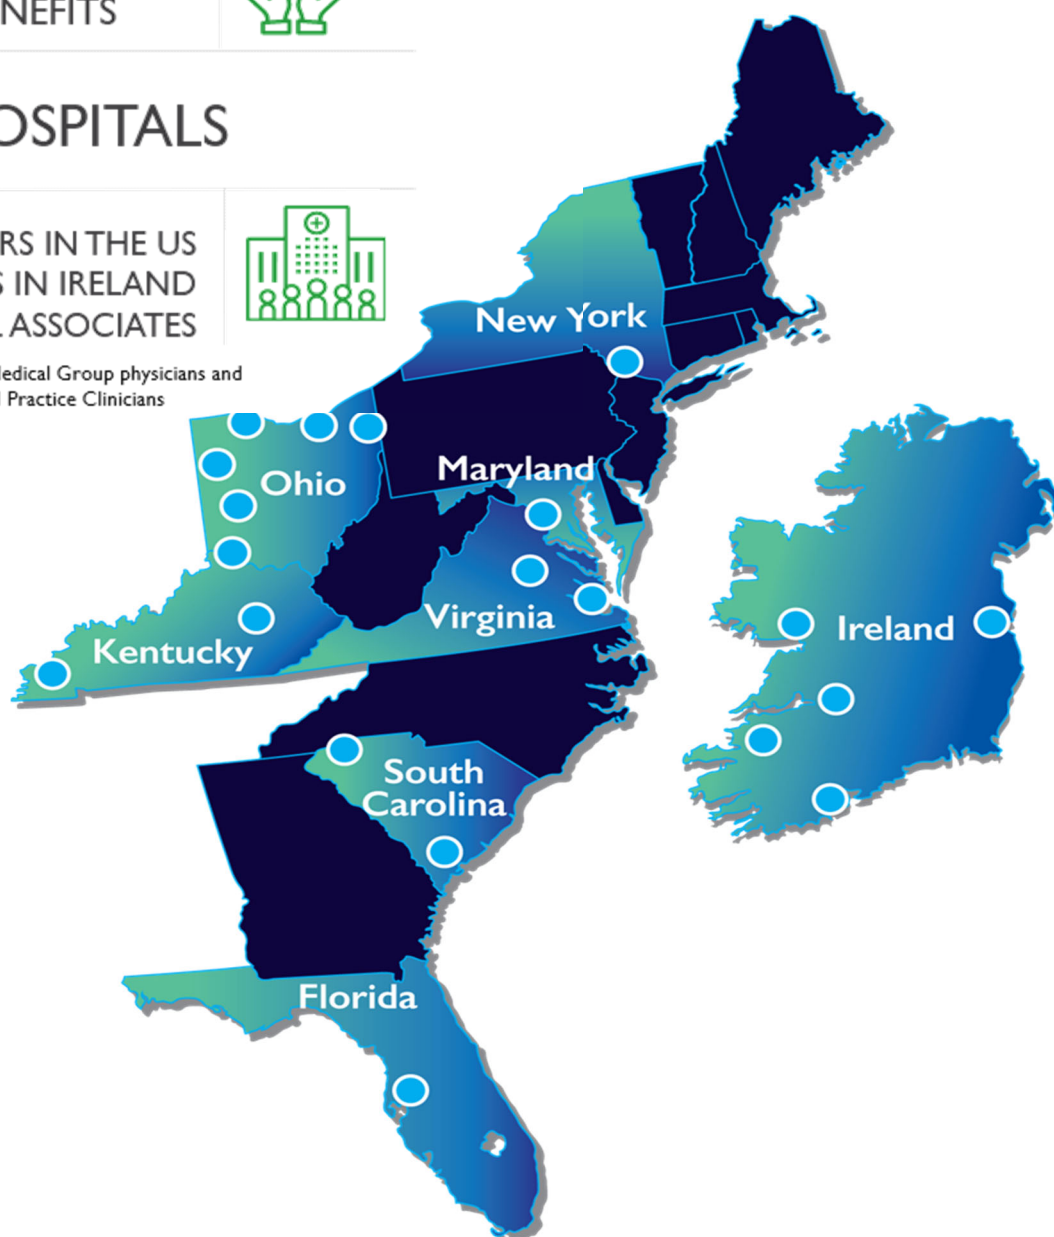 NEFITS
OSPITALS
RS IN THE US
S IN IRELAND
ASSOCIATES
Medical Group physicians and
Practice Clinicians
New York
Maryland
Ohio
Virginia
Kentucky
Ireland
South
Carolina
Florida